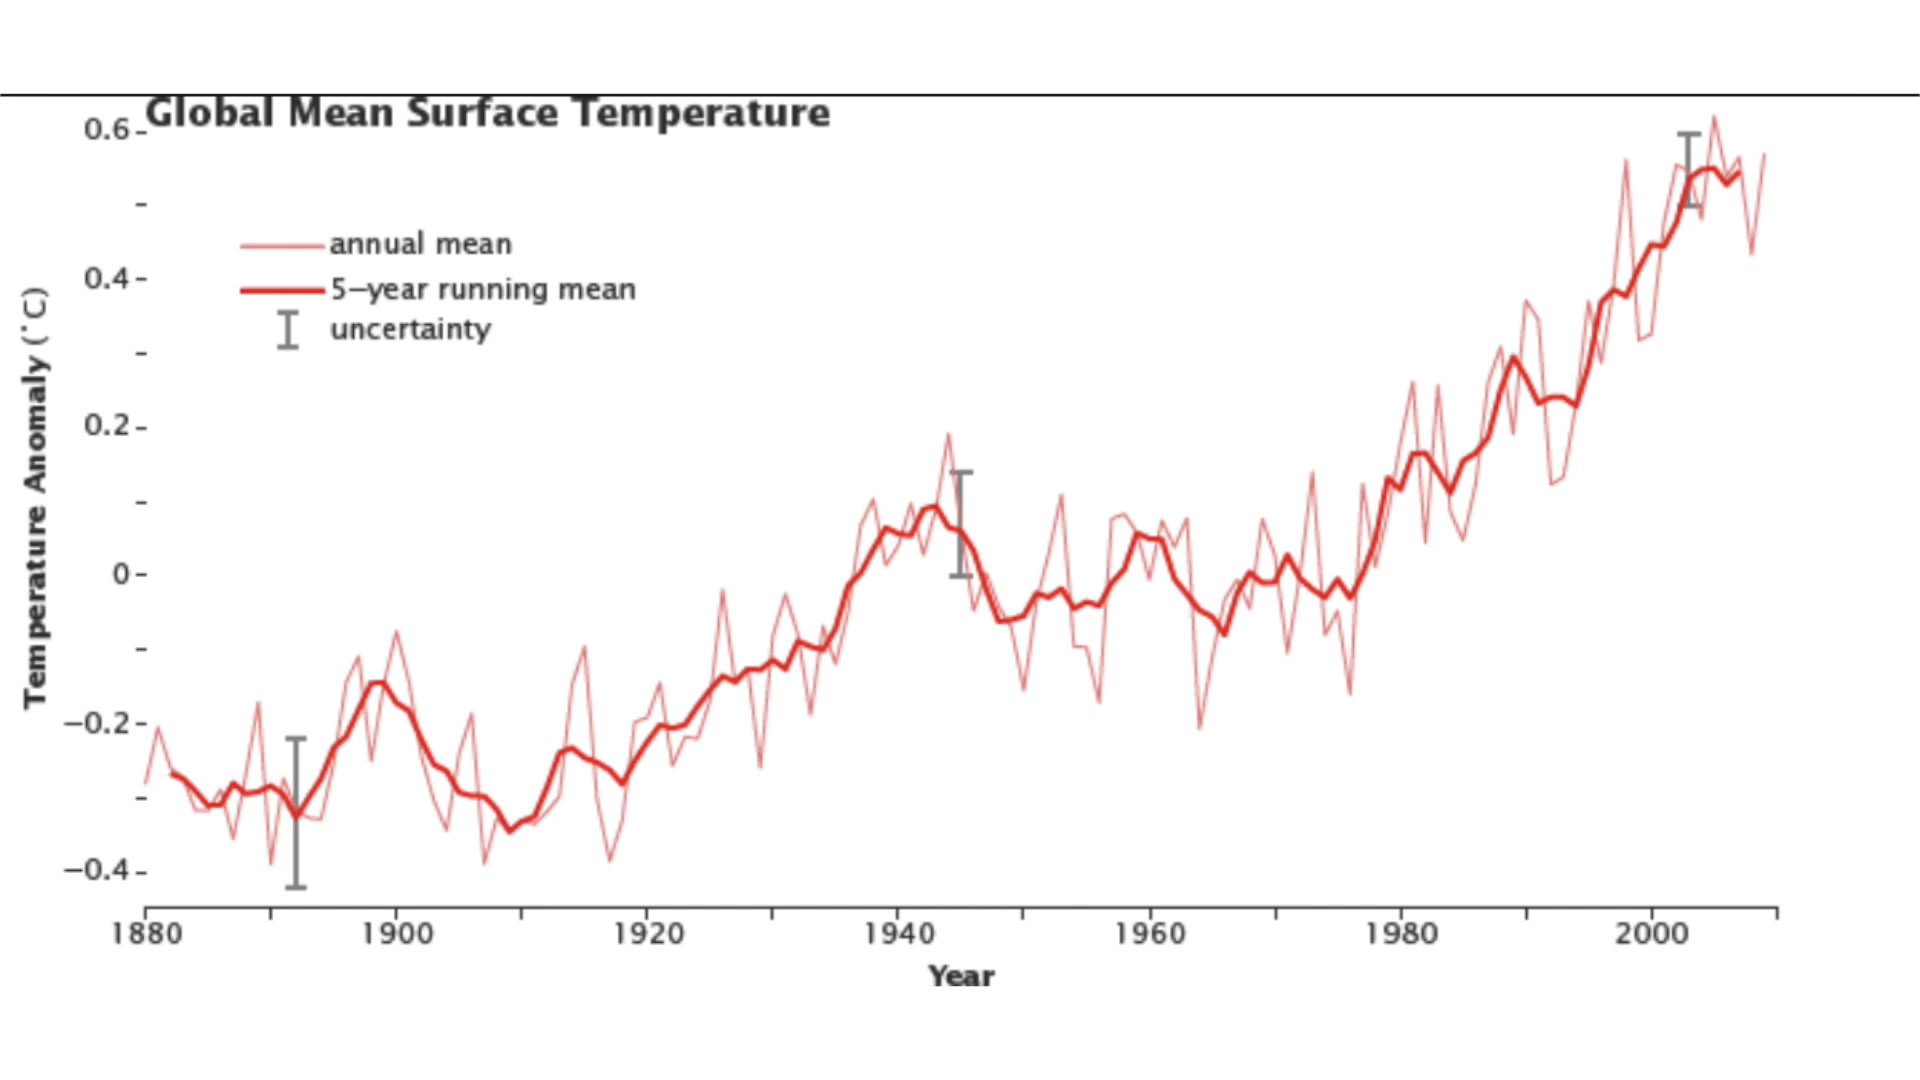 Global Mean Surface Temperature
0.6
annual mean
0.4
5-year running mean
uncertainty
Temperature Anomaly (˚C)
0.2
0
−0.2
−0.4
1880 1900 1920 1940 1960 1980 2000
Year